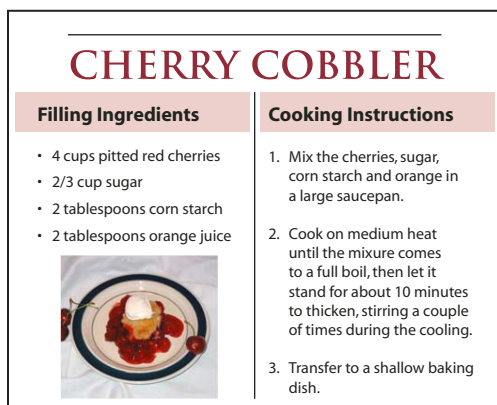 CHERRY COBBLER
Filling Ingredients
• 4 cups pitted red cherries
• 2/3 cup sugar
• 2 tablespoons corn starch
• 2 tablespoons orange juice
Cooking Instructions
1. Mix the cherries, sugar,
corn starch and orange in
a large saucepan.
2. Cook on medium heat
until the mixure comes
to a full boil, then let it
stand for about 10 minutes
to thicken, stirring a couple
of times during the cooling.
3. Transfer to a shallow baking
dish.